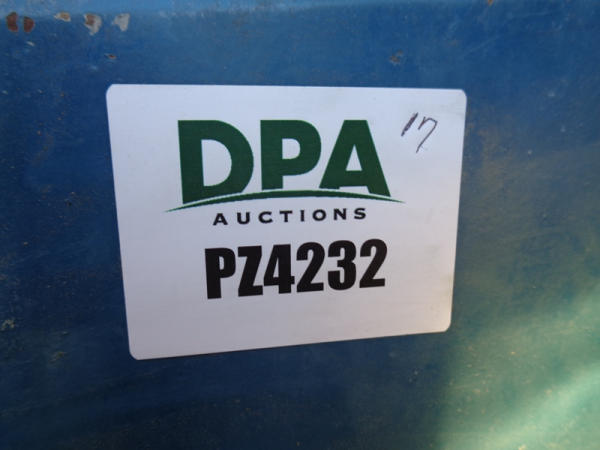 17
DPA
AUCTIONS
PZ4232